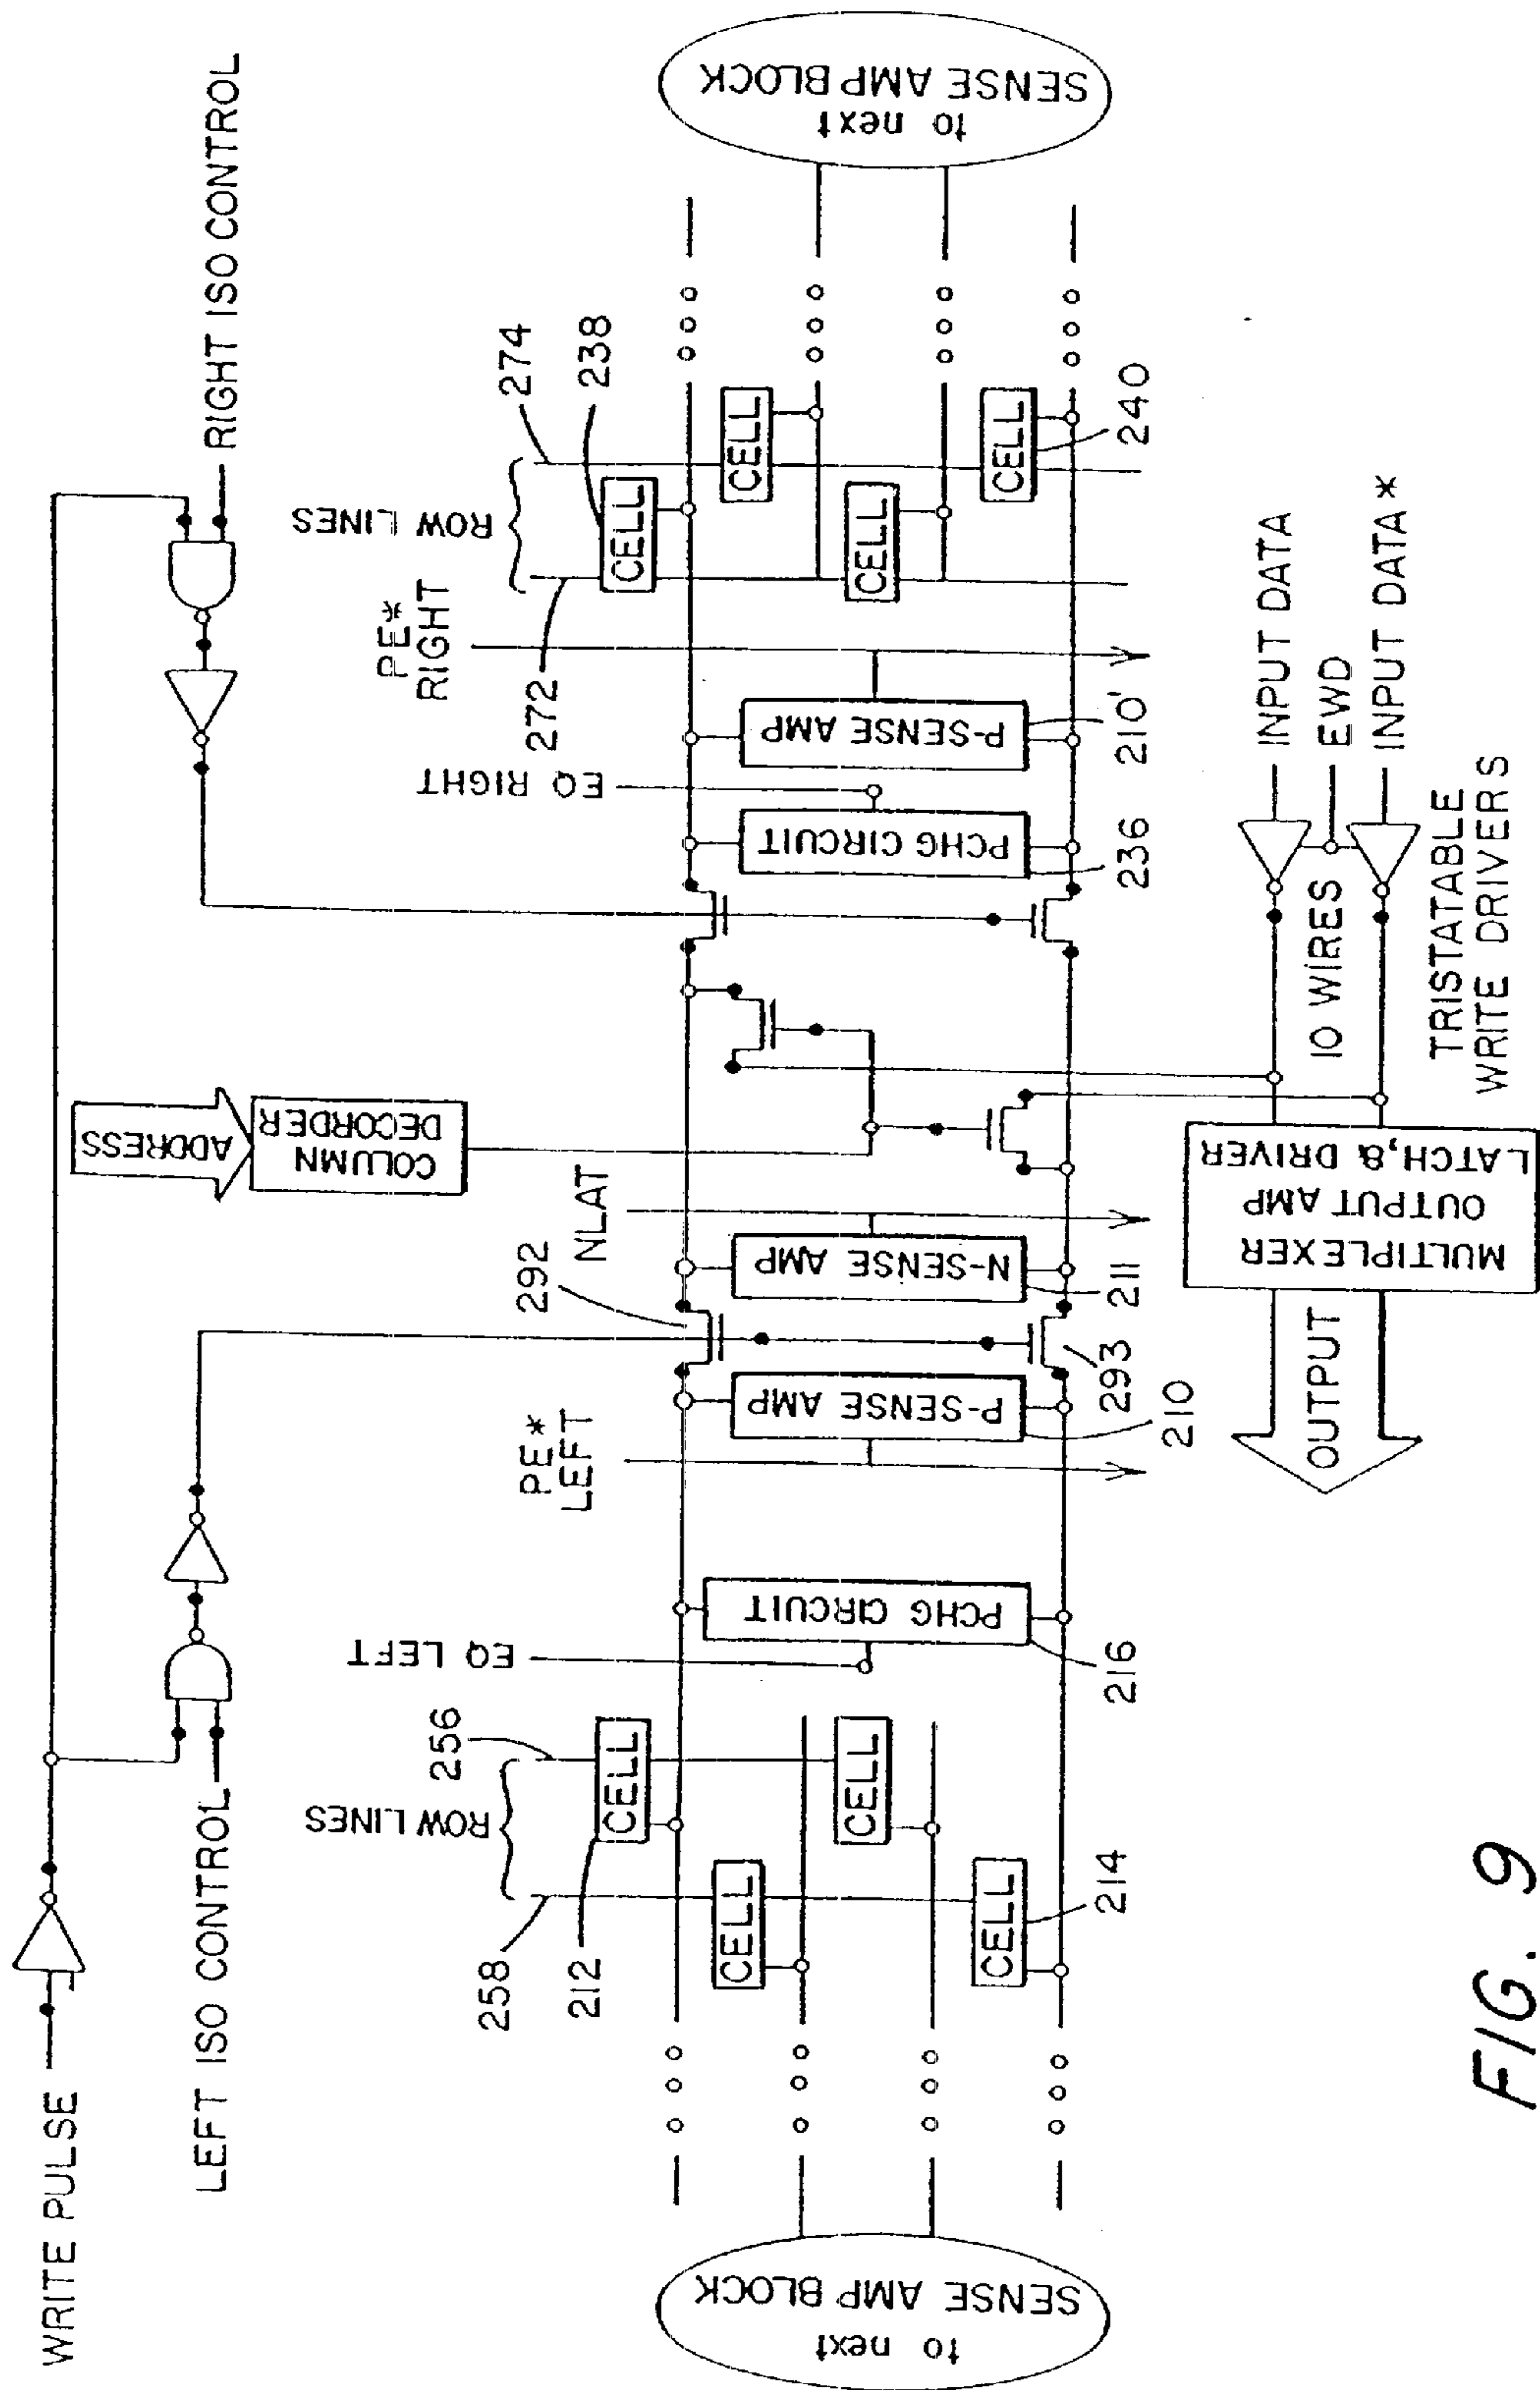 WRITE PULSE
LEFT ISO CONTROL
RIGHT ISO CONTROL
ADDRESS
COLUMN
DECORDER
258
212
ROW LINES
256
EQ LEFT
PE*
LEFT
292
NLAT
EQ RIGHT
272
PE*
RIGHT
ROW LINES
274
238
to next
SENSE AMP BLOCK
CELL
CELL
CELL
CELL
214
PCHG CIRCUIT
216
P-SENSE AMP
210
293
N-SENSE AMP
211
PCHG CIRCUIT
236
P-SENSE AMP
210'
CELL
CELL
CELL
CELL
240
to next
SENSE AMP BLOCK
OUTPUT
MULTIPLEXER
OUTPUT AMP
LATCH,& DRIVER
IO WIRES
INPUT DATA
EWD
INPUT DATA *
TRISTATABLE
WRITE DRIVERS
FIG. 9